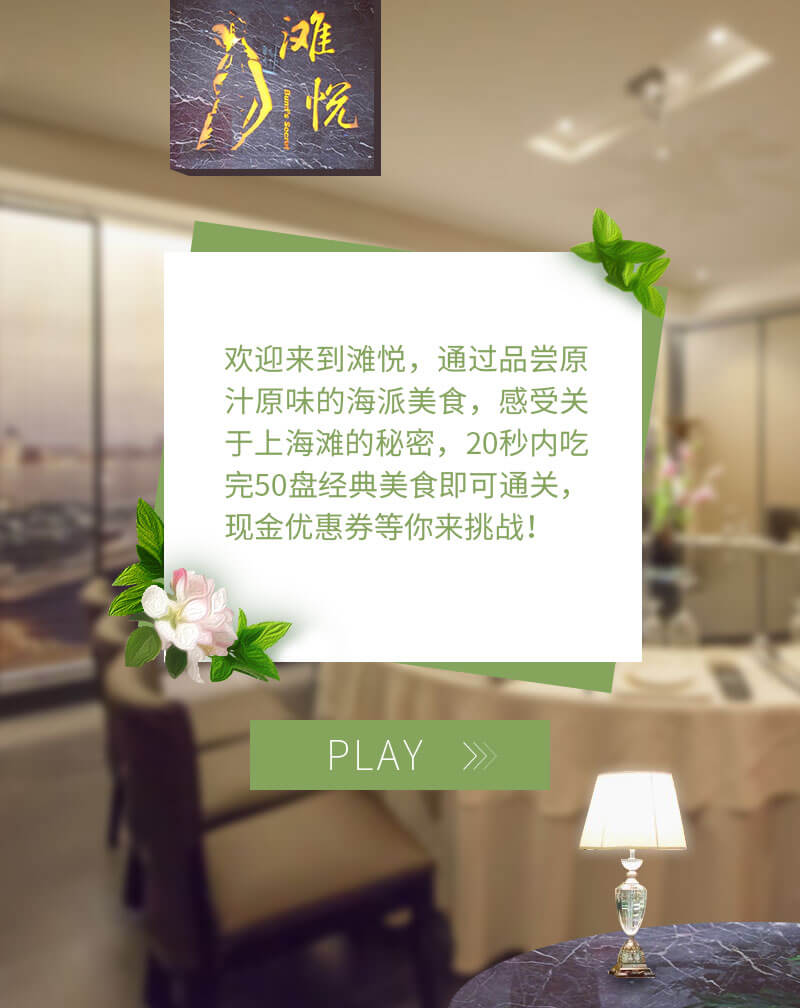 滩
悦
Bund's Secret
欢迎来到滩悦，通过品尝原
汁原味的海派美食，感受关
于上海滩的秘密，20秒内吃
完50盘经典美食即可通关，
现金优惠券等你来挑战！
PLAY